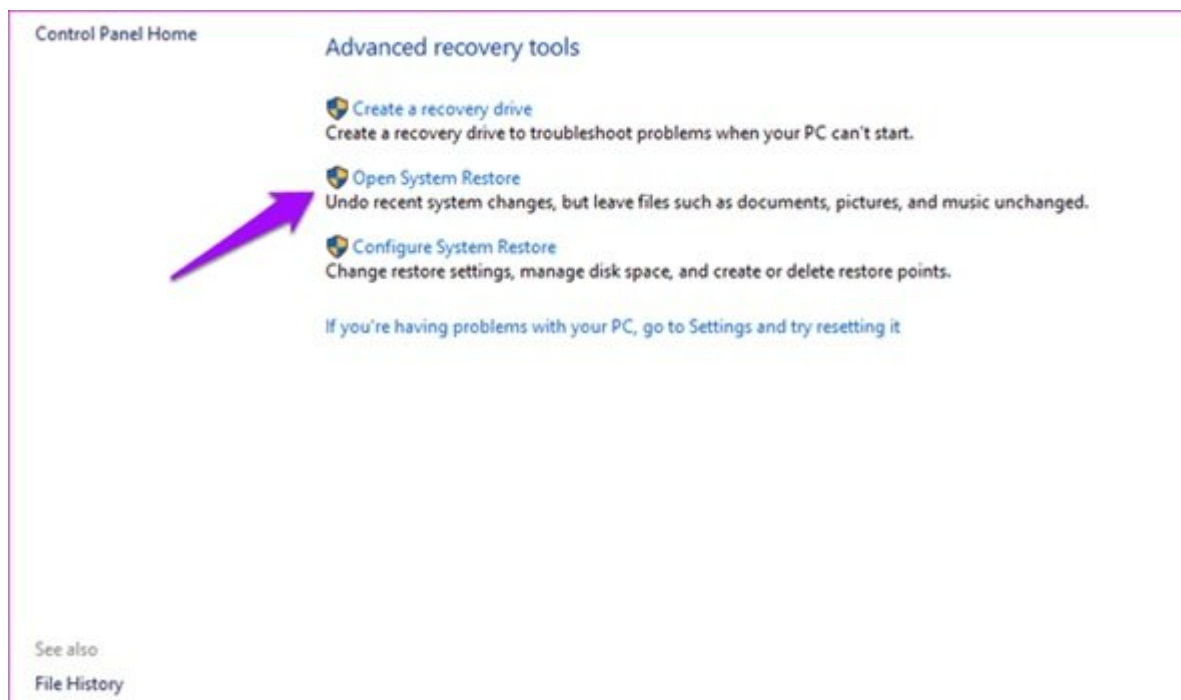 Control Panel Home
Advanced recovery tools
Create a recovery drive
Create a recovery drive to troubleshoot problems when your PC can't start.
Open System Restore
Undo recent system changes, but leave files such as documents, pictures, and music unchanged.
Configure System Restore
Change restore settings, manage disk space, and create or delete restore points.
If you're having problems with your PC, go to Settings and try resetting it
See also
File History